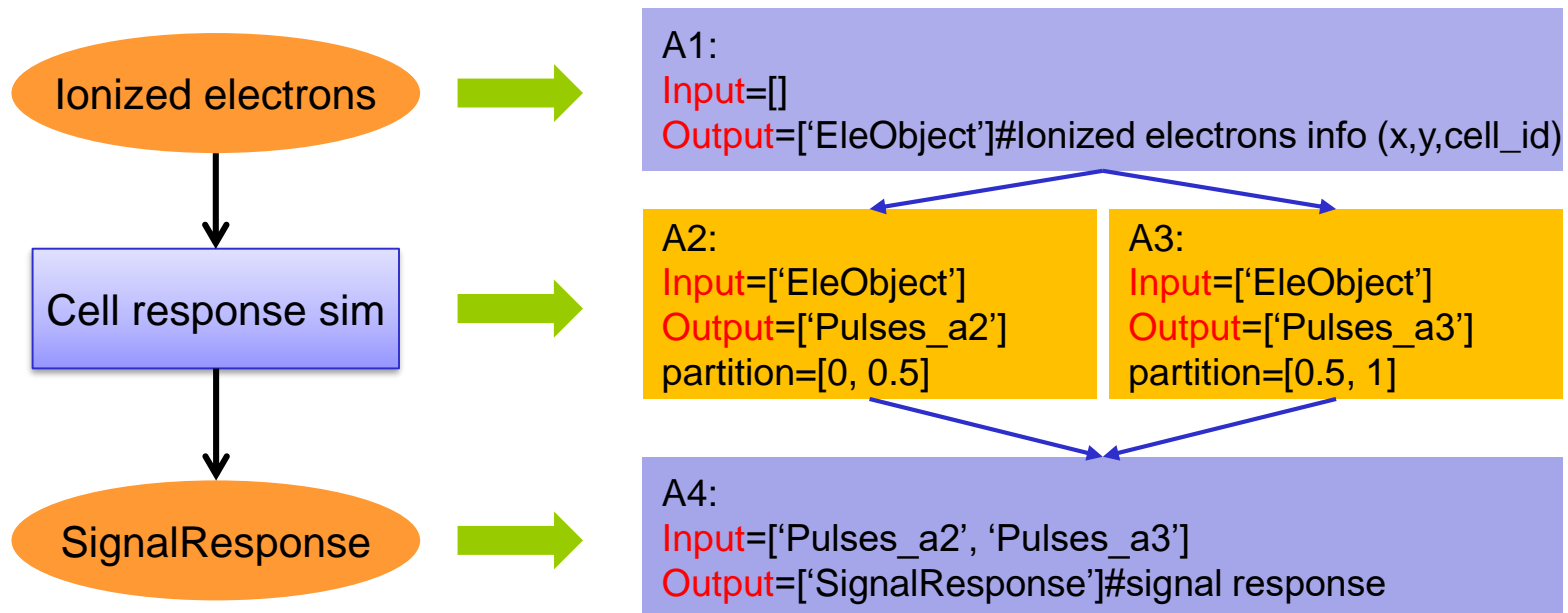 Ionized electrons
A1:
Input=[]
Output=[‘EleObject’]#Ionized electrons info (x,y,cell_id)
Cell response sim
A2:
Input=[‘EleObject’]
Output=[‘Pulses_a2’]
partition=[0, 0.5]
A3:
Input=[‘EleObject’]
Output=[‘Pulses_a3’]
partition=[0.5, 1]
SignalResponse
A4:
Input=[‘Pulses_a2’, ‘Pulses_a3’]
Output=[‘SignalResponse’]#signal response